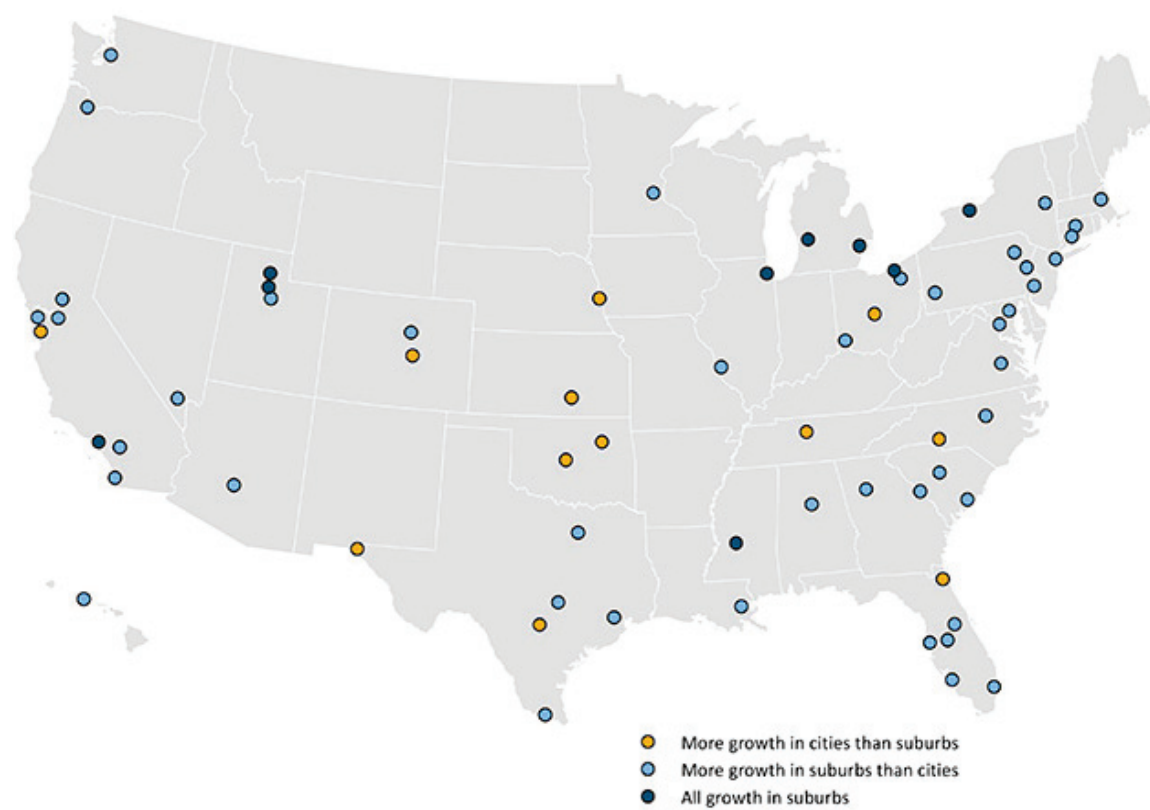 More growth in cities than suburbs
More growth in suburbs than cities
All growth in suburbs